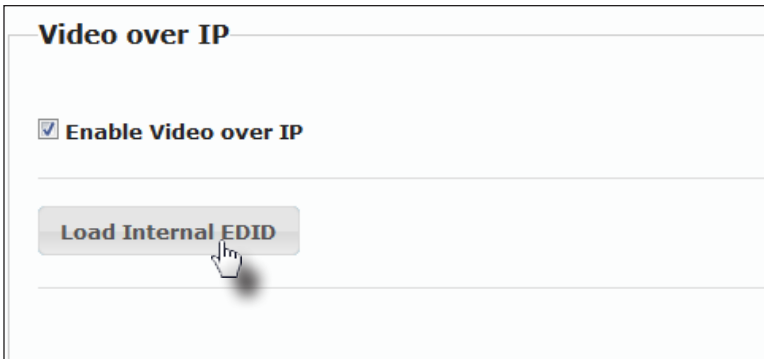 Video over IP
Enable Video over IP
Load Internal EDID